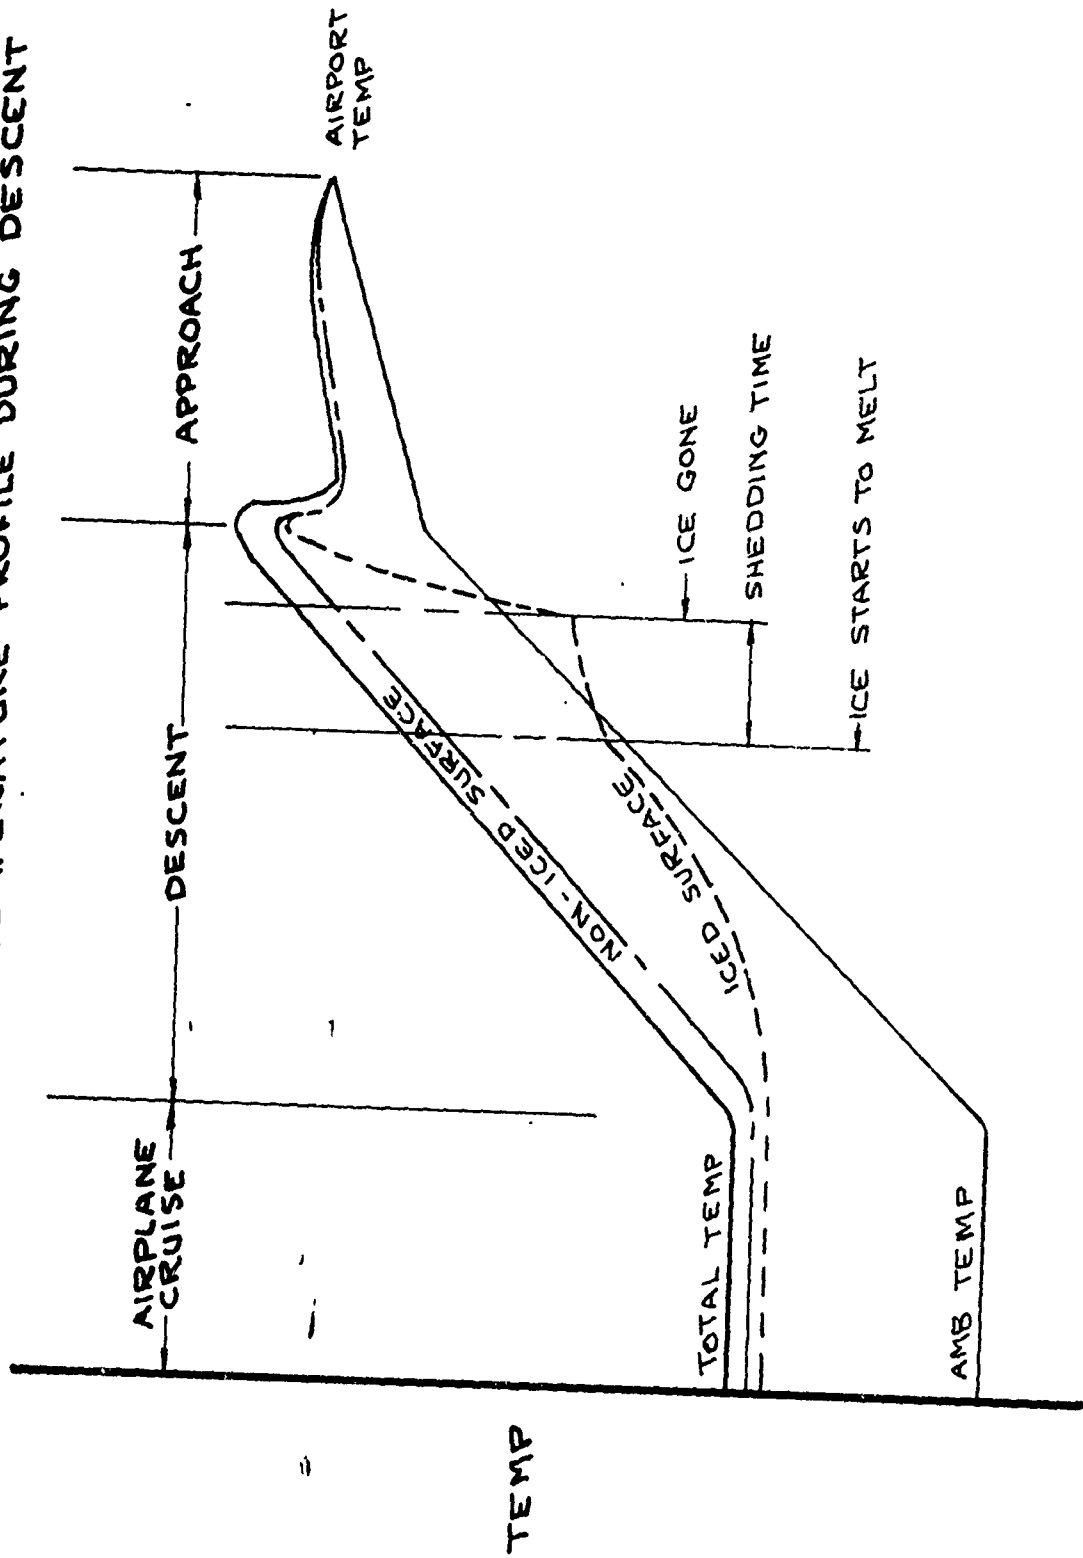 PROFILE DURING DESCENT
AIRPLANE
CRUISE
DESCENT
APPROACH
AIRPORT
TEMP
TEMP
NON-ICED SURFACE
ICED SURFACE
TOTAL TEMP
AMB TEMP
ICE GONE
SHEDDING TIME
ICE STARTS TO MELT